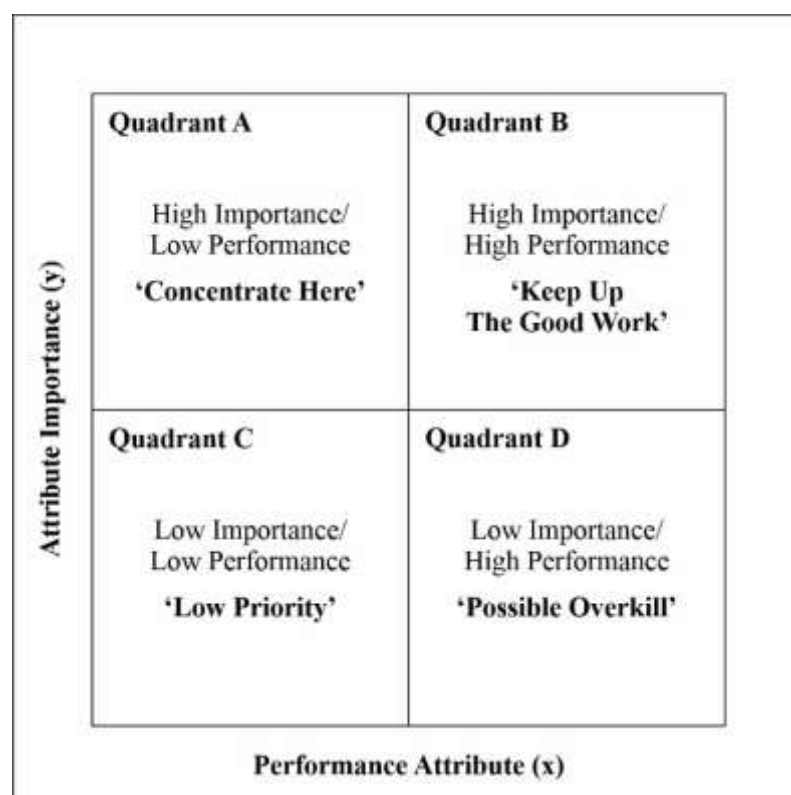 Quadrant A
High Importance/
Low Performance
‘Concentrate Here’
Quadrant B
High Importance/
High Performance
‘Keep Up
The Good Work’
Quadrant C
Low Importance/
Low Performance
‘Low Priority’
Quadrant D
Low Importance/
High Performance
‘Possible Overkill’
Attribute Importance (y)
Performance Attribute (x)